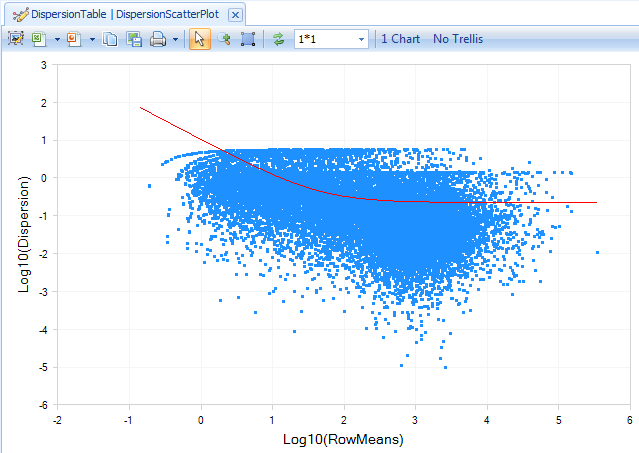 DispersionTable | DispersionScatterPlot
1*1 1 Chart No Trellis
3
2
1
0
-1
-2
-3
-4
-5
-6
Log10(Dispersion)
-2 -1 0 1 2 3 4 5 6
Log10(RowMeans)